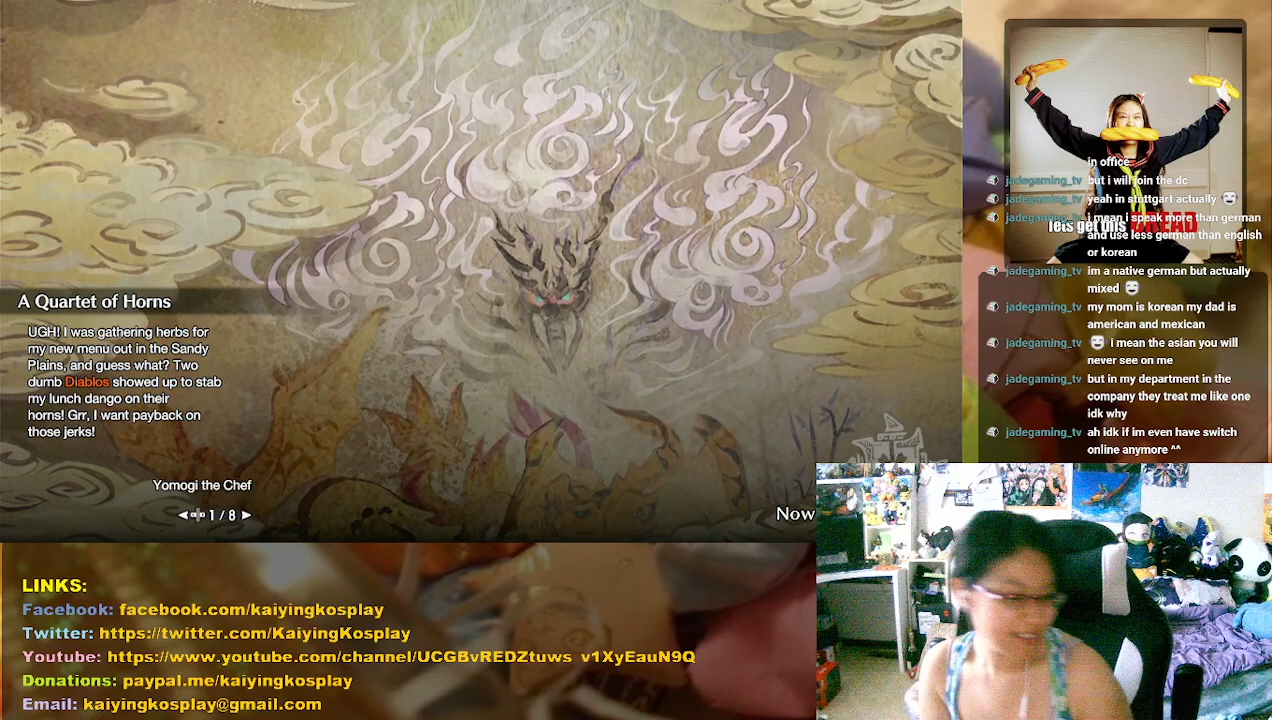 A Quartet of Horns
UGH! I was gathering herbs for
my new menu out in the Sandy
Plains, and guess what? Two
dumb Diablos showed up to stab
my lunch dango on their
horns! Grr, I want payback on
those jerks!
Yomogi the Chef
1 / 8
Now
in office
jadegaming_tv but i will join the dc
jadegaming_tv yeah in stuttgart actually
jadegaming_tv i mean i speak more than german
and use less german than english
or korean
lets get this BREAD
jadegaming_tv im a native german but actually
mixed
jadegaming_tv my mom is korean my dad is
american and mexican
jadegaming_tv i mean the asian you will
never see on me
jadegaming_tv but in my department in the
company they treat me like one
idk why
jadegaming_tv ah idk if im even have switch
online anymore ^^
LINKS:
Facebook: facebook.com/kaiyingkosplay
Twitter: https://twitter.com/KaiyingKosplay
Youtube: https://www.youtube.com/channel/UCGBvREDZtuws_v1XyEauN9Q
Donations: paypal.me/kaiyingkosplay
Email: kaiyingkosplay@gmail.com